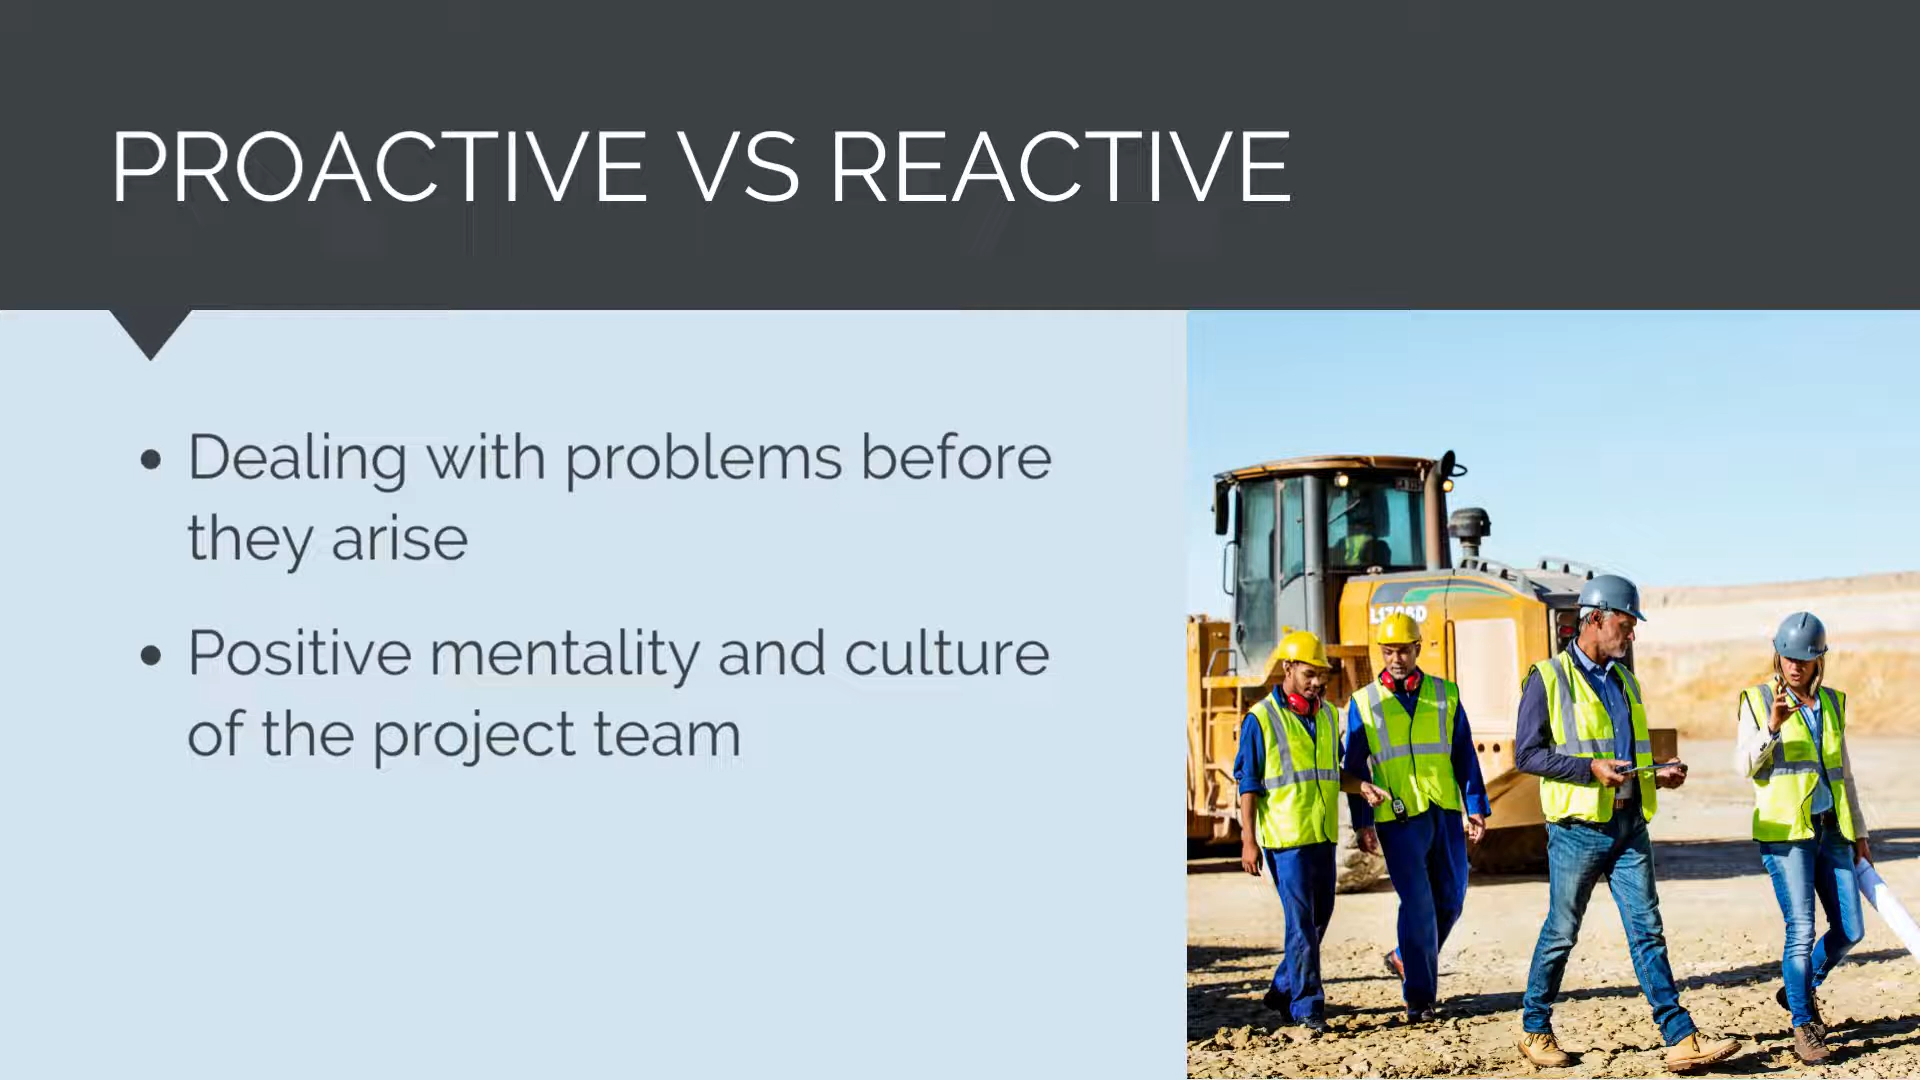 PROACTIVE VS REACTIVE
• Dealing with problems before
they arise
• Positive mentality and culture
of the project team